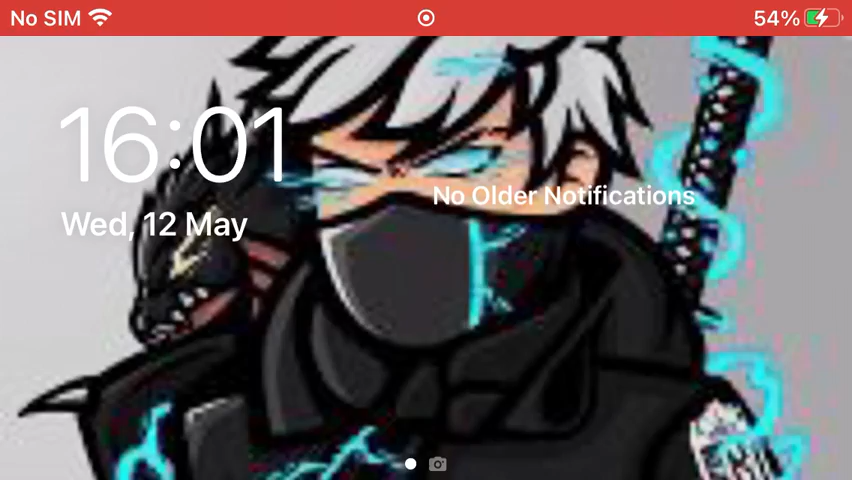 No SIM
54%
16:01
No Older Notifications
Wed, 12 May